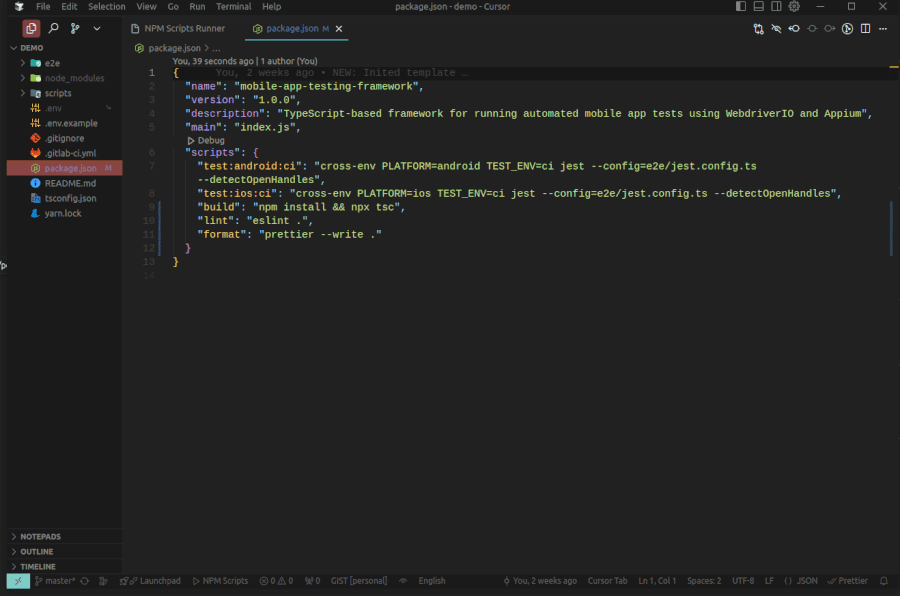 File Edit Selection View Go Run Terminal Help
package.json - demo - Cursor
NPM Scripts Runner
package.json M
DEMO
e2e
node_modules
scripts
.env
.env.example
.gitignore
.gitlab-ci.yml
package.json M
README.md
tsconfig.json
yarn.lock
NOTEPADS
OUTLINE
TIMELINE
package.json > ...
You, 39 seconds ago | 1 author (You)
1 { You, 2 weeks ago • NEW: Inited template …
2 "name": "mobile-app-testing-framework",
3 "version": "1.0.0",
4 "description": "TypeScript-based framework for running automated mobile app tests using WebdriverIO and Appium",
5 "main": "index.js",
Debug
6 "scripts": {
7 "test:android:ci": "cross-env PLATFORM=android TEST_ENV=ci jest --config=e2e/jest.config.ts
--detectOpenHandles",
8 "test:ios:ci": "cross-env PLATFORM=ios TEST_ENV=ci jest --config=e2e/jest.config.ts --detectOpenHandles",
9 "build": "npm install && npx tsc",
10 "lint": "eslint .",
11 "format": "prettier --write ."
12 }
13 }
14
master* Launchpad NPM Scripts 0 0 0 GIST [personal] English You, 2 weeks ago Cursor Tab Ln 1, Col 1 Spaces: 2 UTF-8 LF {} JSON Prettier